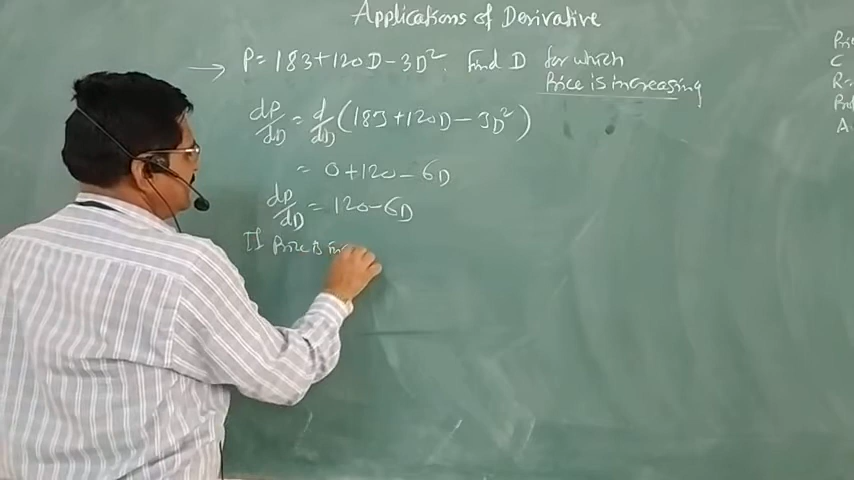 Applications of Derivative
→ P = 183 + 120D - 3D². Find D for which
Price is increasing
dP/dD = d/dD (183 + 120D - 3D²)
= 0 + 120 - 6D
dP/dD = 120 - 6D
If Price is in
C